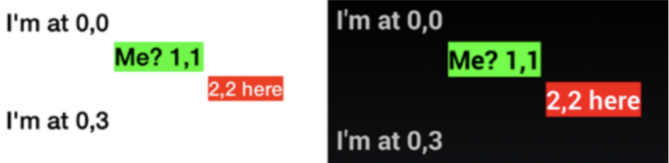 I'm at 0,0
Me? 1,1
2,2 here
I'm at 0,3
I'm at 0,0
Me? 1,1
2,2 here
I'm at 0,3